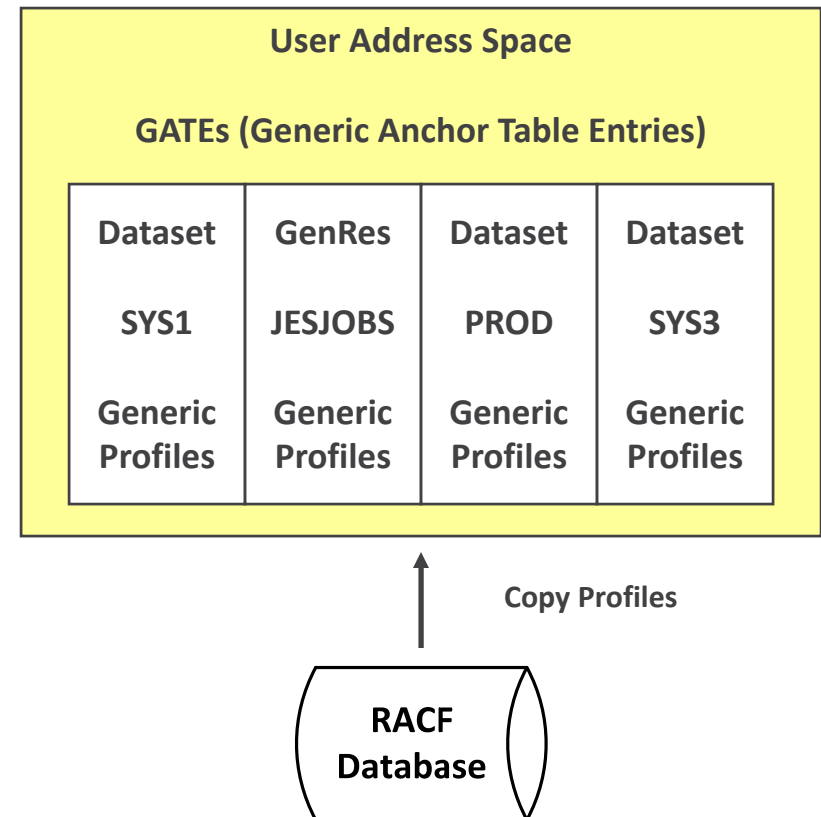 User Address Space
GATEs (Generic Anchor Table Entries)
Dataset
SYS1
Generic
Profiles
GenRes
JESJOBS
Generic
Profiles
Dataset
PROD
Generic
Profiles
Dataset
SYS3
Generic
Profiles
Copy Profiles
RACF
Database